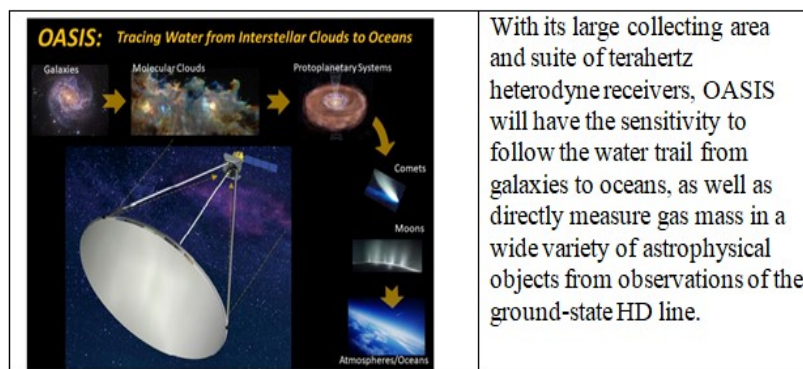 OASIS: Tracing Water from Interstellar Clouds to Oceans
Galaxies
Molecular Clouds
Protoplanetary Systems
Comets
Moons
Atmospheres/Oceans
With its large collecting area
and suite of terahertz
heterodyne receivers, OASIS
will have the sensitivity to
follow the water trail from
galaxies to oceans, as well as
directly measure gas mass in a
wide variety of astrophysical
objects from observations of the
ground-state HD line.